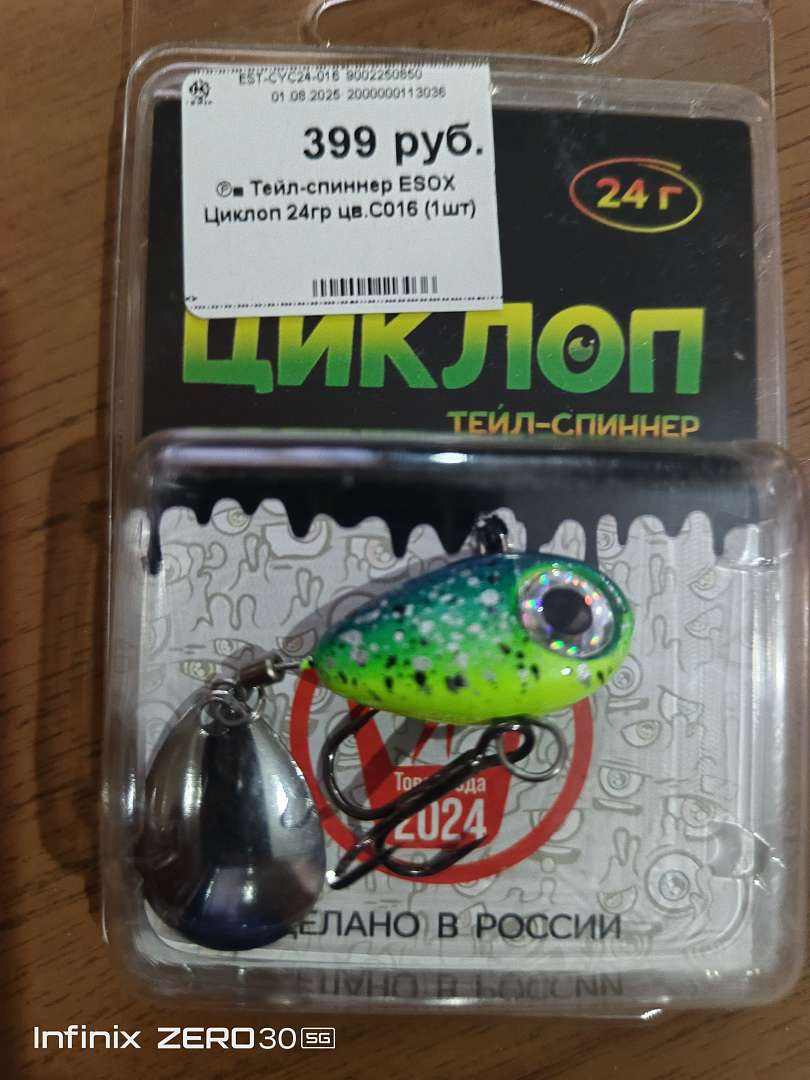 EST-CYC24-016 9002250850
01.08.2025 2000000113036
399 руб.
Тейл-спиннер ESOX
Циклоп 24гр цв.C016 (1шт)
24 г
ЦИКЛОП
ТЕЙЛ-СПИННЕР
2024
ДЕЛАНО В РОССИИ
Infinix ZERO30 5G